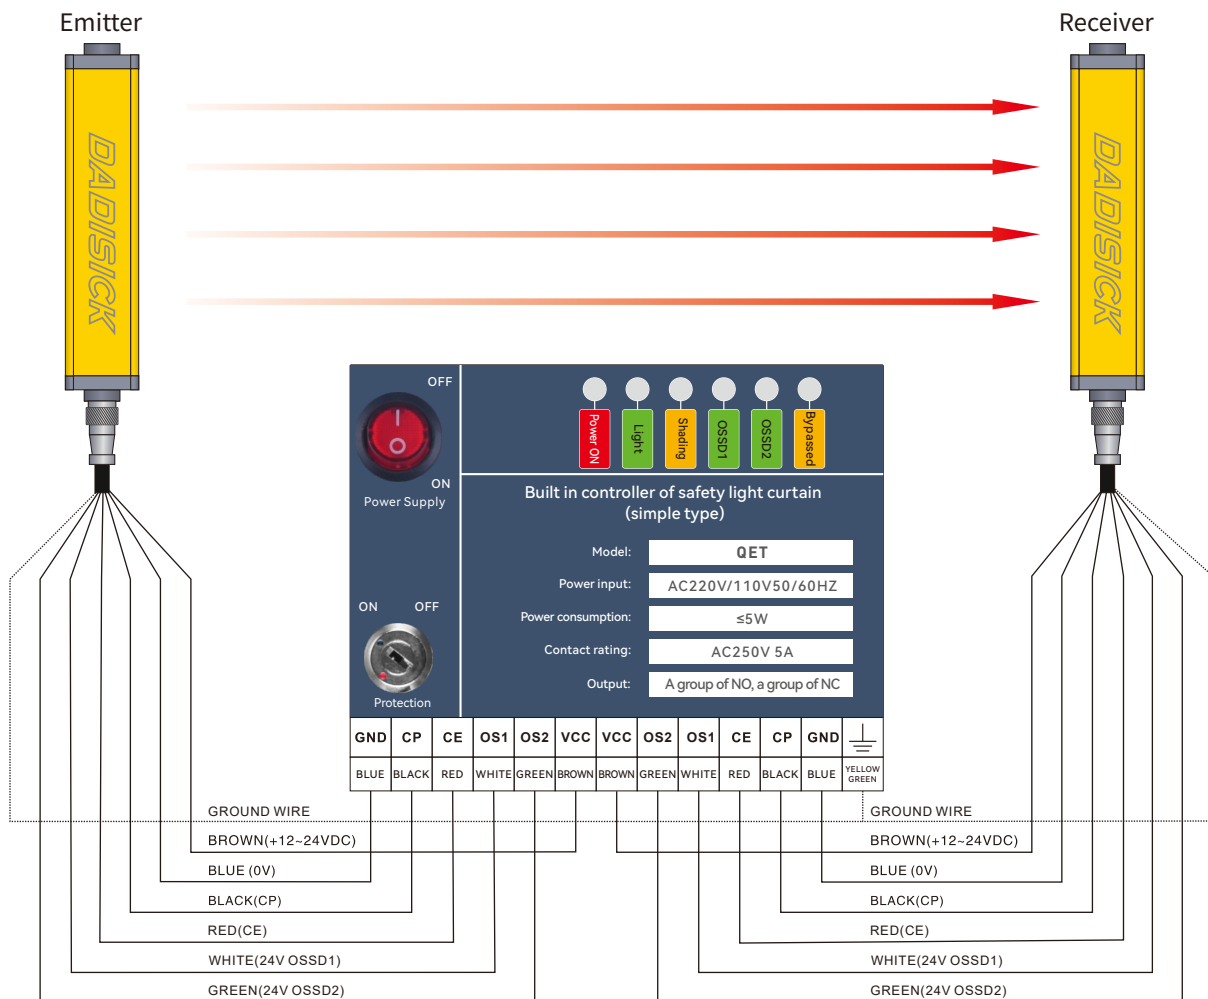 Emitter
Receiver
DADISICK
DADISICK
OFF
ON
Power Supply
ON OFF
Protection
Power ON
Light
Shading
OSSD1
OSSD2
Bypassed
Built in controller of safety light curtain
(simple type)
Model: QET
Power input: AC220V/110V50/60HZ
Power consumption: ≤5W
Contact rating: AC250V 5A
Output: A group of NO, a group of NC
GND CP CE OS1 OS2 VCC VCC OS2 OS1 CE CP GND
BLUE BLACK RED WHITE GREEN BROWN BROWN GREEN WHITE RED BLACK BLUE YELLOW
GREEN
GROUND WIRE
BROWN(+12~24VDC)
BLUE (0V)
BLACK(CP)
RED(CE)
WHITE(24V OSSD1)
GREEN(24V OSSD2)
GROUND WIRE
BROWN(+12~24VDC)
BLUE (0V)
BLACK(CP)
RED(CE)
WHITE(24V OSSD1)
GREEN(24V OSSD2)